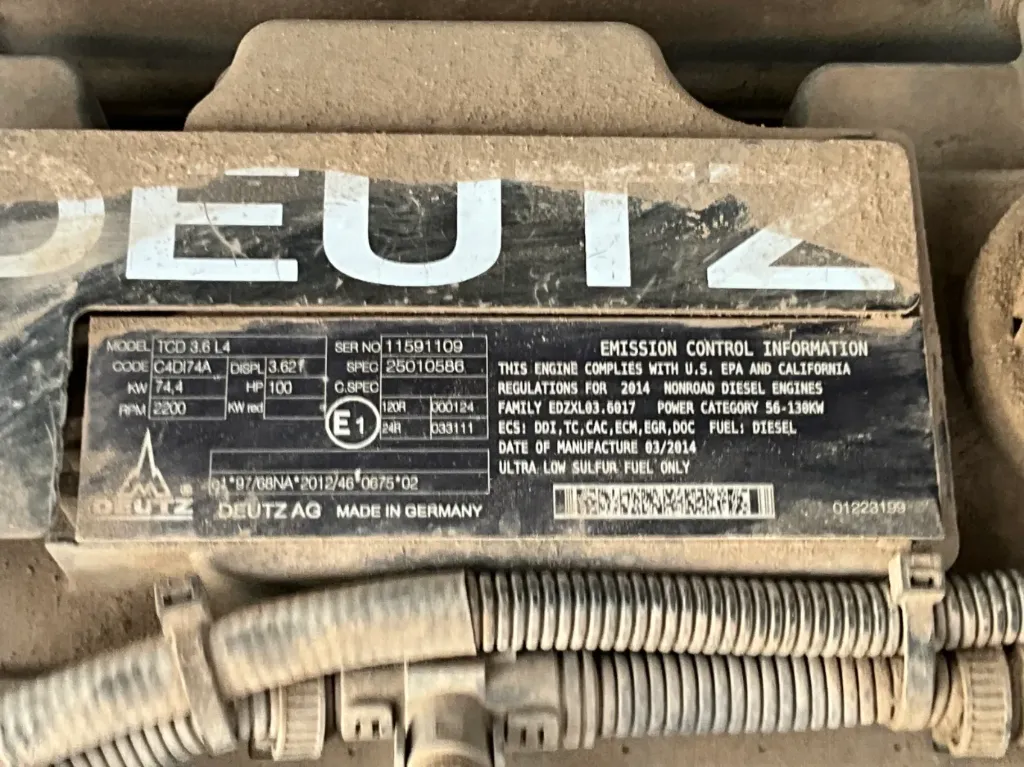 DEUTZ
MODEL TCD 3.6 L4
CODE C4DI74A DISPL 3.621
KW 74,4 HP 100
RPM 2200 KW red
SER NO 11591109
SPEC 25010586
C.SPEC
E1 120R 000124
24R 033111
e1*97/68NA*2012/46*0675*02
DEUTZ
®
DEUTZ AG MADE IN GERMANY
EMISSION CONTROL INFORMATION
THIS ENGINE COMPLIES WITH U.S. EPA AND CALIFORNIA
REGULATIONS FOR 2014 NONROAD DIESEL ENGINES
FAMILY EDZXL03.6017 POWER CATEGORY 56-130KW
ECS: DDI,TC,CAC,ECM,EGR,DOC FUEL: DIESEL
DATE OF MANUFACTURE 03/2014
ULTRA LOW SULFUR FUEL ONLY
01223199